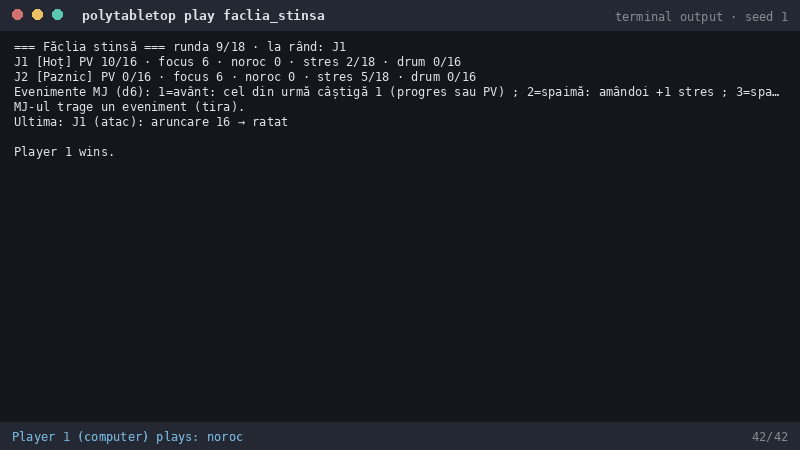 polytabletop play faclia_stinsa
terminal output · seed 1
=== Făclia stinsă === runda 9/18 · la rând: J1
J1 [Hoț] PV 10/16 · focus 6 · noroc 0 · stres 2/18 · drum 0/16
J2 [Paznic] PV 0/16 · focus 6 · noroc 0 · stres 5/18 · drum 0/16
Evenimente MJ (d6): 1=avânt: cel din urmă câștigă 1 (progres sau PV) ; 2=spaimă: amândoi +1 stres ; 3=spa…
MJ-ul trage un eveniment (tira).
Ultima: J1 (atac): aruncare 16 → ratat
Player 1 wins.
Player 1 (computer) plays: noroc
42/42